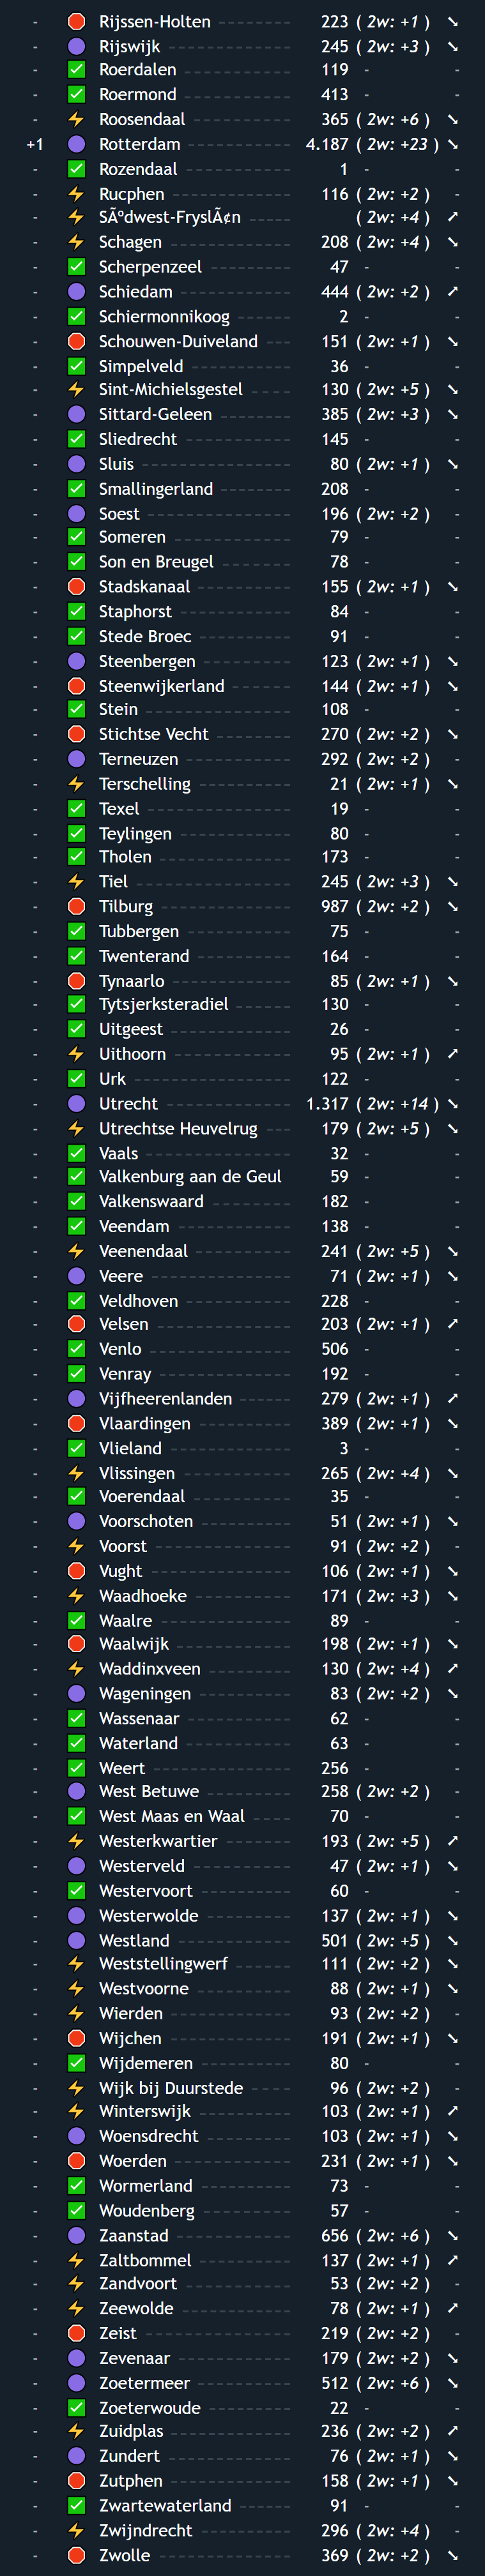 - Rijssen-Holten 223 ( 2w: +1 ) ➘
- Rijswijk 245 ( 2w: +3 ) ➘
- Roerdalen 119 - -
- Roermond 413 - -
- Roosendaal 365 ( 2w: +6 ) ➘
+1 Rotterdam 4.187 ( 2w: +23 ) ➘
- Rozendaal 1 - -
- Rucphen 116 ( 2w: +2 ) -
- SÃºdwest-FryslÃ¢n ( 2w: +4 ) ➚
- Schagen 208 ( 2w: +4 ) ➘
- Scherpenzeel 47 - -
- Schiedam 444 ( 2w: +2 ) ➚
- Schiermonnikoog 2 - -
- Schouwen-Duiveland 151 ( 2w: +1 ) ➘
- Simpelveld 36 - -
- Sint-Michielsgestel 130 ( 2w: +5 ) ➘
- Sittard-Geleen 385 ( 2w: +3 ) ➘
- Sliedrecht 145 - -
- Sluis 80 ( 2w: +1 ) ➘
- Smallingerland 208 - -
- Soest 196 ( 2w: +2 ) -
- Someren 79 - -
- Son en Breugel 78 - -
- Stadskanaal 155 ( 2w: +1 ) ➘
- Staphorst 84 - -
- Stede Broec 91 - -
- Steenbergen 123 ( 2w: +1 ) ➘
- Steenwijkerland 144 ( 2w: +1 ) ➘
- Stein 108 - -
- Stichtse Vecht 270 ( 2w: +2 ) ➘
- Terneuzen 292 ( 2w: +2 ) -
- Terschelling 21 ( 2w: +1 ) ➘
- Texel 19 - -
- Teylingen 80 - -
- Tholen 173 - -
- Tiel 245 ( 2w: +3 ) ➘
- Tilburg 987 ( 2w: +2 ) ➘
- Tubbergen 75 - -
- Twenterand 164 - -
- Tynaarlo 85 ( 2w: +1 ) ➘
- Tytsjerksteradiel 130 - -
- Uitgeest 26 - -
- Uithoorn 95 ( 2w: +1 ) ➚
- Urk 122 - -
- Utrecht 1.317 ( 2w: +14 ) ➘
- Utrechtse Heuvelrug 179 ( 2w: +5 ) ➘
- Vaals 32 - -
- Valkenburg aan de Geul 59 - -
- Valkenswaard 182 - -
- Veendam 138 - -
- Veenendaal 241 ( 2w: +5 ) ➘
- Veere 71 ( 2w: +1 ) ➘
- Veldhoven 228 - -
- Velsen 203 ( 2w: +1 ) ➚
- Venlo 506 - -
- Venray 192 - -
- Vijfheerenlanden 279 ( 2w: +1 ) ➚
- Vlaardingen 389 ( 2w: +1 ) ➘
- Vlieland 3 - -
- Vlissingen 265 ( 2w: +4 ) ➘
- Voerendaal 35 - -
- Voorschoten 51 ( 2w: +1 ) ➘
- Voorst 91 ( 2w: +2 ) -
- Vught 106 ( 2w: +1 ) ➘
- Waadhoeke 171 ( 2w: +3 ) ➘
- Waalre 89 - -
- Waalwijk 198 ( 2w: +1 ) ➘
- Waddinxveen 130 ( 2w: +4 ) ➚
- Wageningen 83 ( 2w: +2 ) ➘
- Wassenaar 62 - -
- Waterland 63 - -
- Weert 256 - -
- West Betuwe 258 ( 2w: +2 ) -
- West Maas en Waal 70 - -
- Westerkwartier 193 ( 2w: +5 ) ➚
- Westerveld 47 ( 2w: +1 ) ➘
- Westervoort 60 - -
- Westerwolde 137 ( 2w: +1 ) ➘
- Westland 501 ( 2w: +5 ) ➘
- Weststellingwerf 111 ( 2w: +2 ) ➘
- Westvoorne 88 ( 2w: +1 ) ➘
- Wierden 93 ( 2w: +2 ) -
- Wijchen 191 ( 2w: +1 ) ➘
- Wijdemeren 80 - -
- Wijk bij Duurstede 96 ( 2w: +2 ) -
- Winterswijk 103 ( 2w: +1 ) ➚
- Woensdrecht 103 ( 2w: +1 ) ➘
- Woerden 231 ( 2w: +1 ) ➘
- Wormerland 73 - -
- Woudenberg 57 - -
- Zaanstad 656 ( 2w: +6 ) ➘
- Zaltbommel 137 ( 2w: +1 ) ➚
- Zandvoort 53 ( 2w: +2 ) -
- Zeewolde 78 ( 2w: +1 ) ➚
- Zeist 219 ( 2w: +2 ) -
- Zevenaar 179 ( 2w: +2 ) ➘
- Zoetermeer 512 ( 2w: +6 ) ➘
- Zoeterwoude 22 - -
- Zuidplas 236 ( 2w: +2 ) ➚
- Zundert 76 ( 2w: +1 ) ➘
- Zutphen 158 ( 2w: +1 ) ➘
- Zwartewaterland 91 - -
- Zwijndrecht 296 ( 2w: +4 ) -
- Zwolle 369 ( 2w: +2 ) ➘